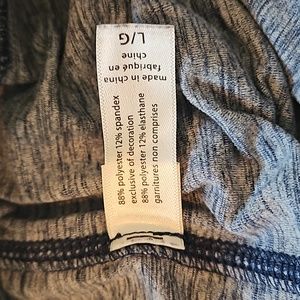 L/G
made in china
fabriqué en
chine
88% polyester 12% spandex
exclusive of decoration
88% polyester 12% elasthane
garnitures non comprises